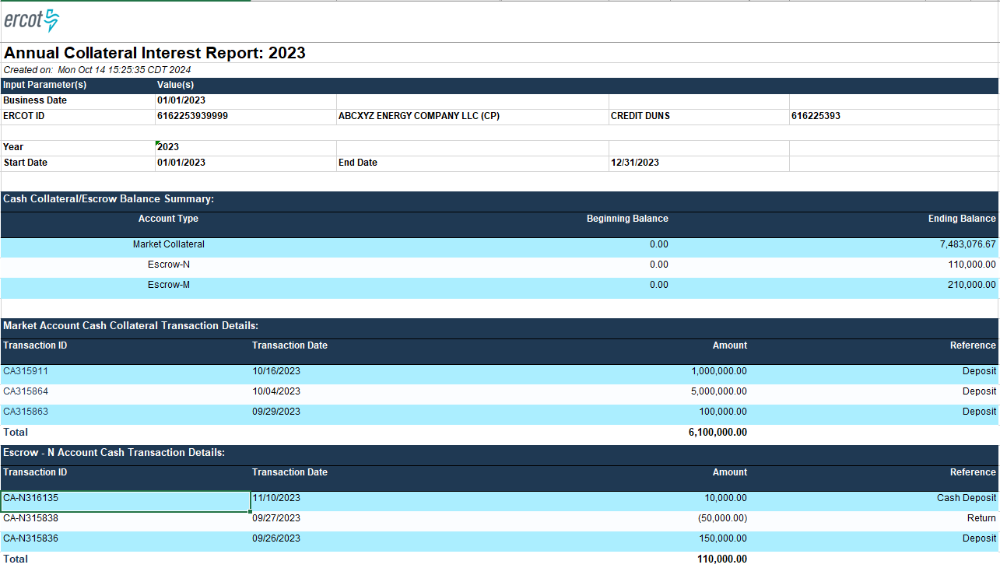 ercot
Annual Collateral Interest Report: 2023
Created on: Mon Oct 14 15:25:35 CDT 2024
Input Parameter(s) Value(s)
Business Date 01/01/2023
ERCOT ID 6162253939999 ABCXYZ ENERGY COMPANY LLC (CP) CREDIT DUNS 616225393
Year 2023
Start Date 01/01/2023 End Date 12/31/2023
Cash Collateral/Escrow Balance Summary:
Account Type Beginning Balance Ending Balance
Market Collateral 0.00 7,483,076.67
Escrow-N 0.00 110,000.00
Escrow-M 0.00 210,000.00
Market Account Cash Collateral Transaction Details:
Transaction ID Transaction Date Amount Reference
CA315911 10/16/2023 1,000,000.00 Deposit
CA315864 10/04/2023 5,000,000.00 Deposit
CA315863 09/29/2023 100,000.00 Deposit
Total 6,100,000.00
Escrow - N Account Cash Transaction Details:
Transaction ID Transaction Date Amount Reference
CA-N316135 11/10/2023 10,000.00 Cash Deposit
CA-N315838 09/27/2023 (50,000.00) Return
CA-N315836 09/26/2023 150,000.00 Deposit
Total 110,000.00